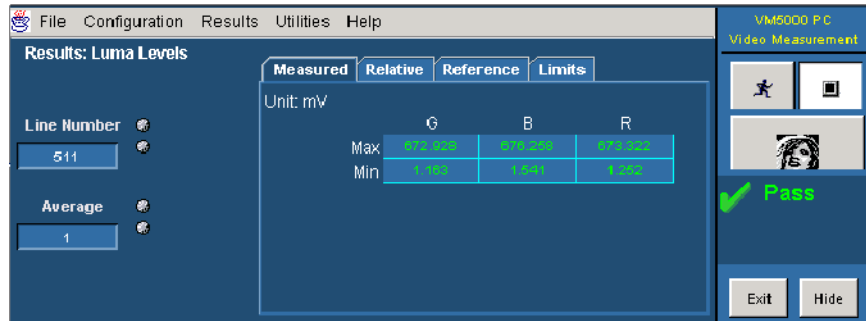 File Configuration Results Utilities Help
VM5000 PC
Video Measurement
Results: Luma Levels
Measured Relative Reference Limits
Unit: mV
G B R
Line Number
511
Max 672.928 676.258 673.322
Min 1.163 1.541 1.252
Average
1
Pass
Exit Hide